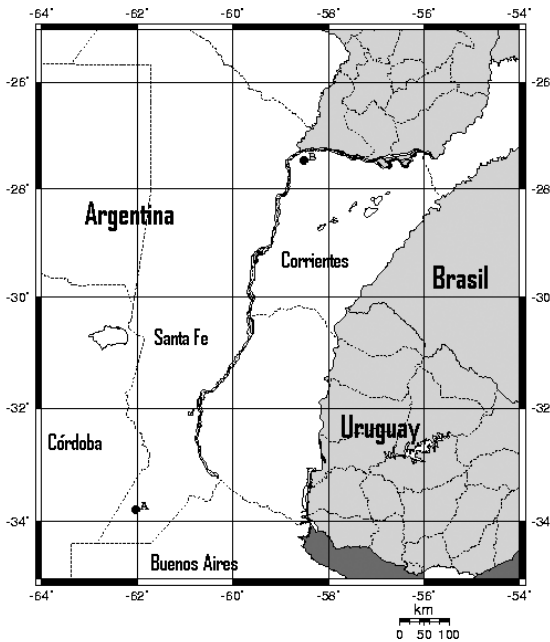 -64˚ -62˚ -60˚ -58˚ -56˚ -54˚
-26˚ -26˚
B
-28˚ -28˚
Argentina
Corrientes
Brasil
-30˚ -30˚
Santa Fe
-32˚ -32˚
Uruguay
Córdoba
A
-34˚ -34˚
Buenos Aires
-64˚ -62˚ -60˚ -58˚ -56˚ -54˚
km
0 50 100